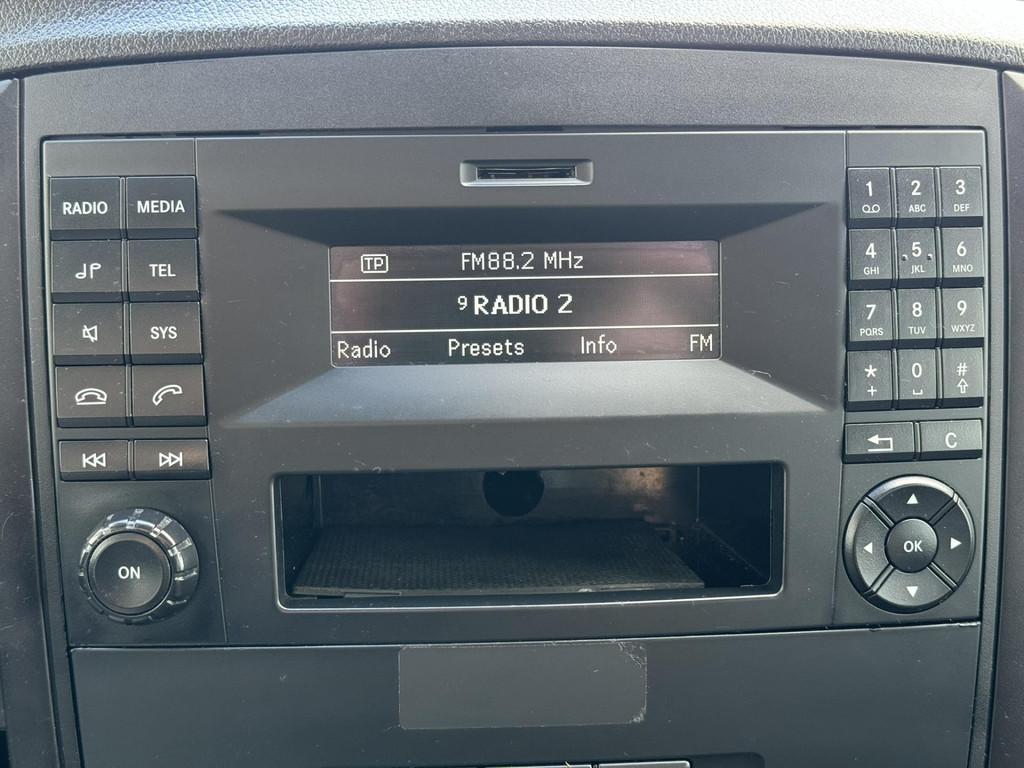 RADIO MEDIA
TEL
SYS
ON
TP FM88.2 MHz
9 RADIO 2
Radio Presets Info FM
1 2 3
ABC DEF
4 5 6
GHI JKL MNO
7 8 9
PQRS TUV WXYZ
* 0 #
+
C
OK